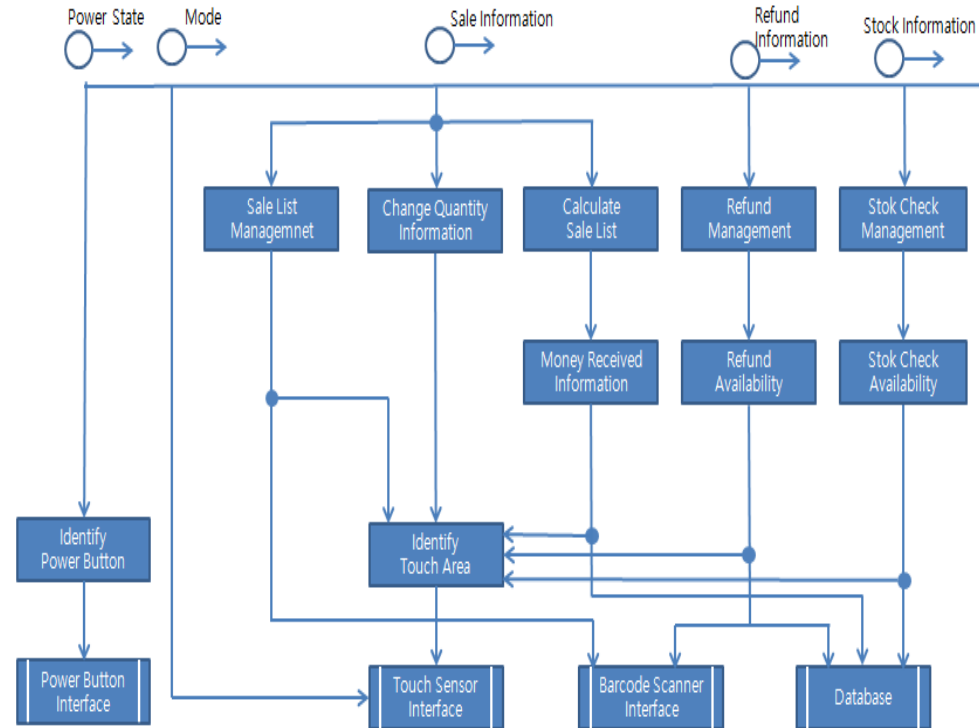 Power State
Mode
Sale Information
Refund
Information
Stock Information
Sale List
Managemnet
Change Quantity
Information
Calculate
Sale List
Refund
Management
Stok Check
Management
Money Received
Information
Refund
Availability
Stok Check
Availability
Identify
Power Button
Identify
Touch Area
Power Button
Interface
Touch Sensor
Interface
Barcode Scanner
Interface
Database